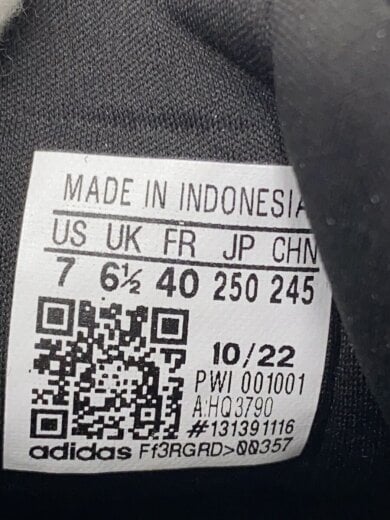 MADE IN INDONESIA
US UK FR JP CHN
7 6½ 40 250 245
10/22
PWI 001001
A:HQ3790
#131391116
adidas Ff3RGRD>00357